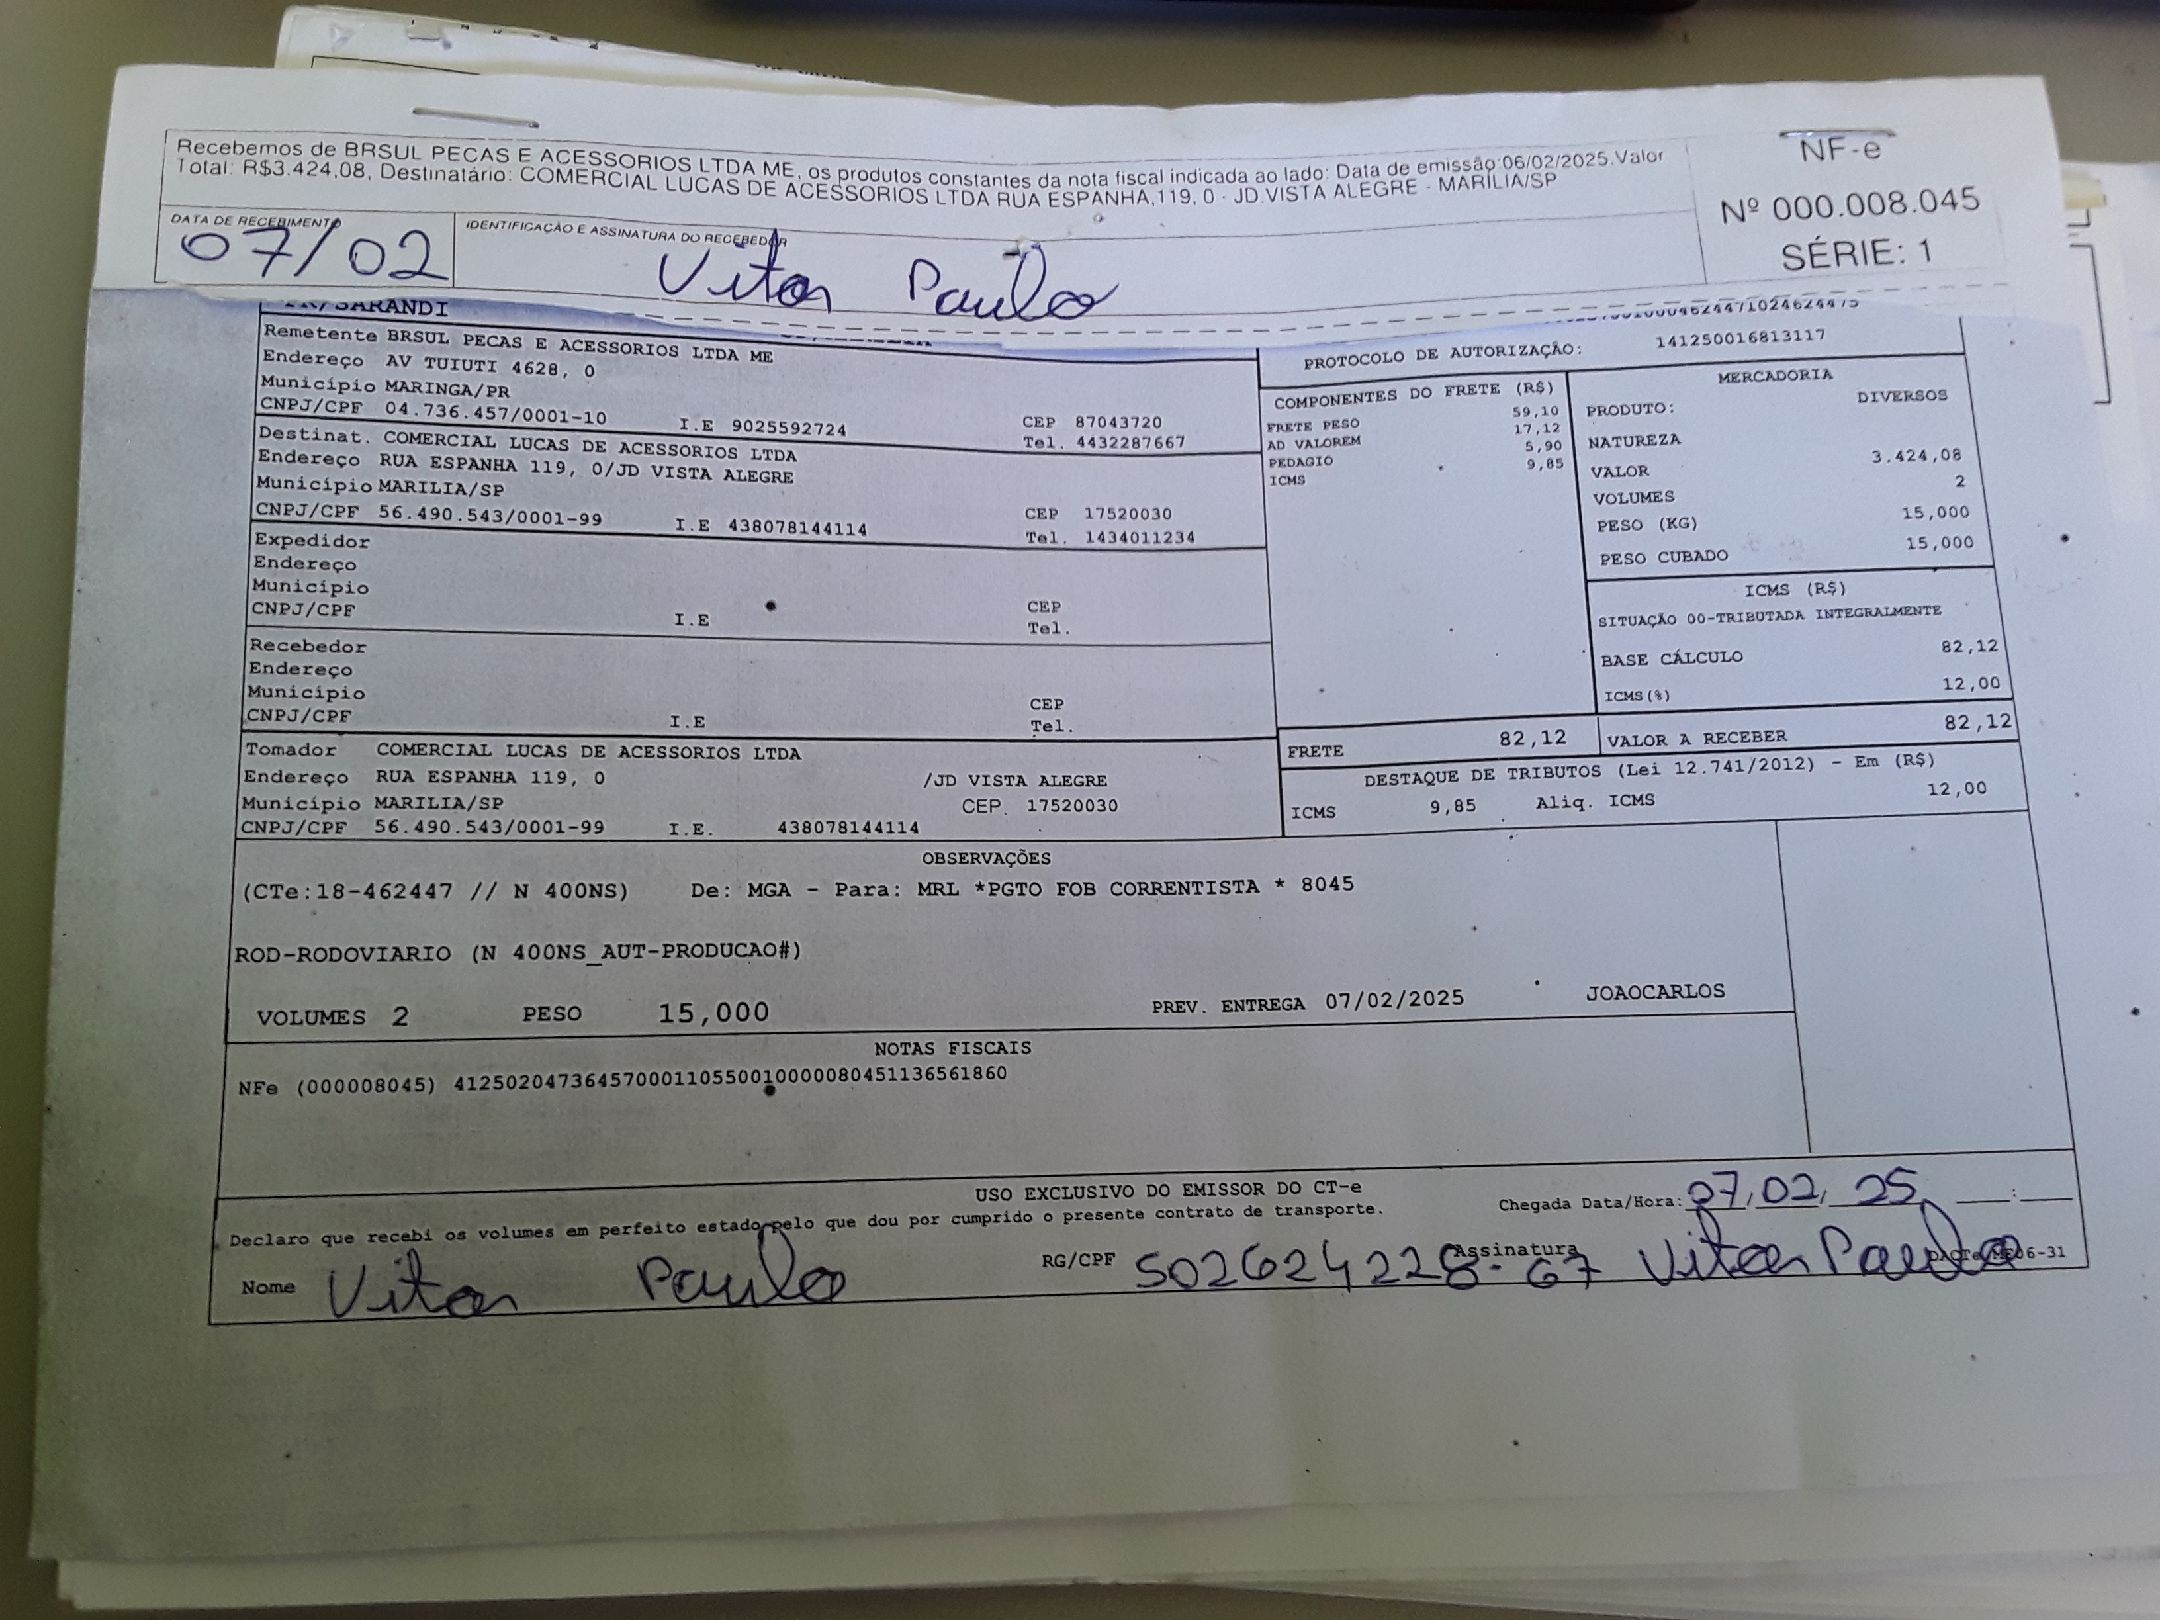 Recebemos de BRSUL PECAS E ACESSORIOS LTDA ME, os produtos constantes da nota fiscal indicada ao lado: Data de emissão:06/02/2025.Valor
Total: R$3.424,08, Destinatário: COMERCIAL LUCAS DE ACESSORIOS LTDA RUA ESPANHA,119, 0 - JD.VISTA ALEGRE - MARILIA/SP
NF-e
Nº 000.008.045
SÉRIE: 1
DATA DE RECEBIMENTO
07/02
IDENTIFICAÇÃO E ASSINATURA DO RECEBEDOR
Vitor Paulo
PR/SARANDI
Remetente BRSUL PECAS E ACESSORIOS LTDA ME
Endereço AV TUIUTI 4628, 0
Município MARINGA/PR
CNPJ/CPF 04.736.457/0001-10 I.E 9025592724 CEP 87043720
Tel. 4432287667
Destinat. COMERCIAL LUCAS DE ACESSORIOS LTDA
Endereço RUA ESPANHA 119, 0/JD VISTA ALEGRE
Município MARILIA/SP
CNPJ/CPF 56.490.543/0001-99 I.E 438078144114 CEP 17520030
Tel. 1434011234
Expedidor
Endereço
Município
CNPJ/CPF I.E CEP
Tel.
Recebedor
Endereço
Município
CNPJ/CPF I.E CEP
Tel.
Tomador COMERCIAL LUCAS DE ACESSORIOS LTDA
Endereço RUA ESPANHA 119, 0 /JD VISTA ALEGRE
Município MARILIA/SP CEP. 17520030
CNPJ/CPF 56.490.543/0001-99 I.E. 438078144114
PROTOCOLO DE AUTORIZAÇÃO: 141250016813117
COMPONENTES DO FRETE (R$)
FRETE PESO 59,10
AD VALOREM 17,12
PEDAGIO 5,90
ICMS 9,85
MERCADORIA
PRODUTO: DIVERSOS
NATUREZA
VALOR 3.424,08
VOLUMES 2
PESO (KG) 15,000
PESO CUBADO 15,000
ICMS (R$)
SITUAÇÃO 00-TRIBUTADA INTEGRALMENTE
BASE CÁLCULO 82,12
ICMS(%) 12,00
FRETE 82,12 VALOR A RECEBER 82,12
DESTAQUE DE TRIBUTOS (Lei 12.741/2012) - Em (R$)
ICMS 9,85 Aliq. ICMS 12,00
OBSERVAÇÕES
(CTe:18-462447 // N 400NS) De: MGA - Para: MRL *PGTO FOB CORRENTISTA * 8045
ROD-RODOVIARIO (N 400NS_AUT-PRODUCAO#)
VOLUMES 2 PESO 15,000 PREV. ENTREGA 07/02/2025 JOAOCARLOS
NOTAS FISCAIS
NFe (000008045) 41250204736457000110550010000080451136561860
USO EXCLUSIVO DO EMISSOR DO CT-e
Declaro que recebi os volumes em perfeito estado pelo que dou por cumprido o presente contrato de transporte.
Chegada Data/Hora: 07/02/25 __:__
Nome Vitor Paulo RG/CPF 502624228-67 Assinatura Vitor Paulo